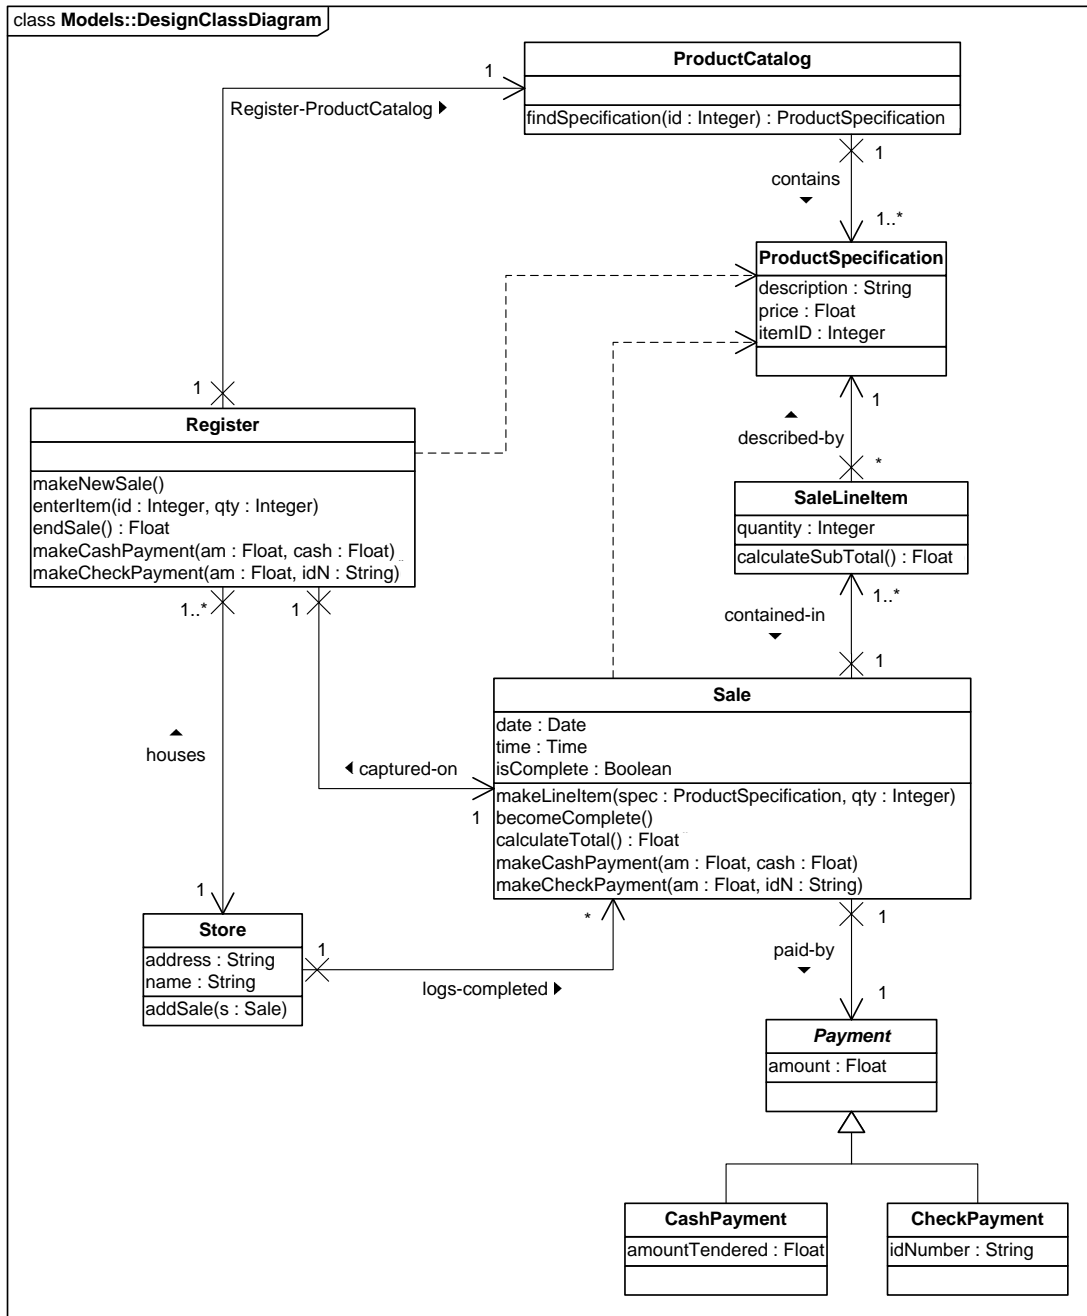 class Models::DesignClassDiagram
ProductCatalog
findSpecification(id : Integer) : ProductSpecification
1
Register-ProductCatalog
1
contains
1..*
ProductSpecification
description : String
price : Float
itemID : Integer
1
Register
makeNewSale()
enterItem(id : Integer, qty : Integer)
endSale() : Float
makeCashPayment(am : Float, cash : Float)
makeCheckPayment(am : Float, idN : String)
1
described-by
*
SaleLineItem
quantity : Integer
calculateSubTotal() : Float
1..*
1
1..*
contained-in
1
Sale
date : Date
time : Time
isComplete : Boolean
makeLineItem(spec : ProductSpecification, qty : Integer)
becomeComplete()
calculateTotal() : Float
makeCashPayment(am : Float, cash : Float)
makeCheckPayment(am : Float, idN : String)
houses
captured-on
1
1
Store
address : String
name : String
addSale(s : Sale)
1
logs-completed
*
1
paid-by
1
Payment
amount : Float
CashPayment
amountTendered : Float
CheckPayment
idNumber : String